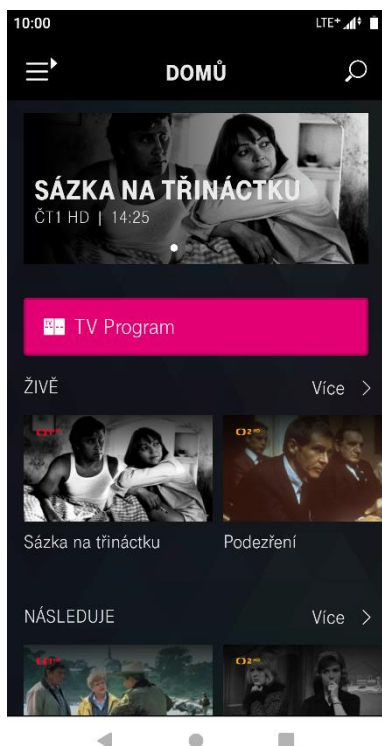 10:00
LTE+
DOMŮ
SÁZKA NA TŘINÁCTKU
ČT1 HD | 14:25
TV Program
ŽIVĚ
Více
Sázka na třináctku
Podezření
NÁSLEDUJE
Více